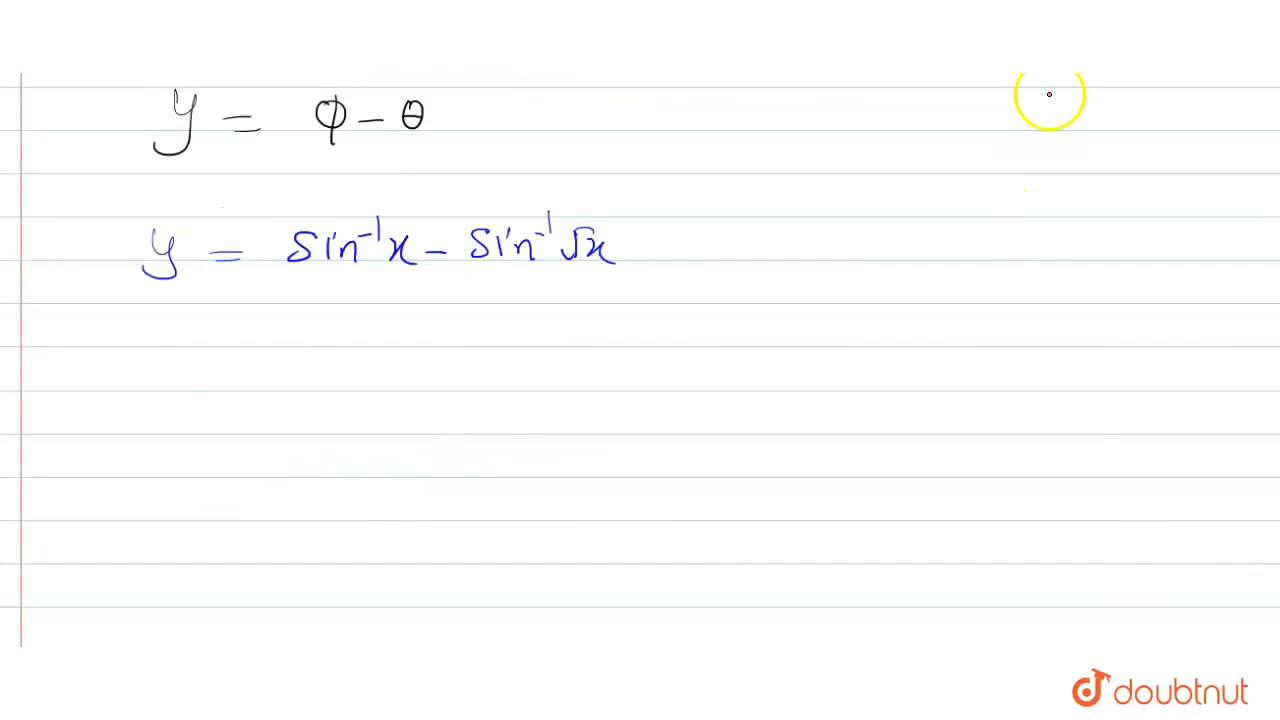 y = φ - θ
y = sin⁻¹x - sin⁻¹√x
doubtnut